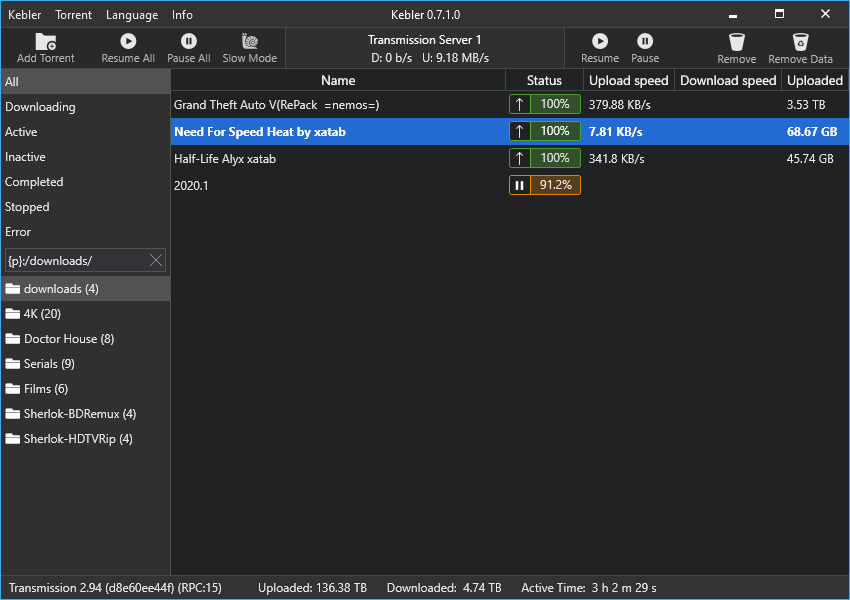 Kebler Torrent Language Info Kebler 0.7.1.0
Add Torrent Resume All Pause All Slow Mode
Transmission Server 1
D: 0 b/s U: 9.18 MB/s
Resume Pause Remove Remove Data
All
Downloading
Active
Inactive
Completed
Stopped
Error
{p}:/downloads/
downloads (4)
4K (20)
Doctor House (8)
Serials (9)
Films (6)
Sherlok-BDRemux (4)
Sherlok-HDTVRip (4)
Name Status Upload speed Download speed Uploaded
Grand Theft Auto V(RePack =nemos=) 100% 379.88 KB/s 3.53 TB
Need For Speed Heat by xatab 100% 7.81 KB/s 68.67 GB
Half-Life Alyx xatab 100% 341.8 KB/s 45.74 GB
2020.1 91.2%
Transmission 2.94 (d8e60ee44f) (RPC:15) Uploaded: 136.38 TB Downloaded: 4.74 TB Active Time: 3 h 2 m 29 s